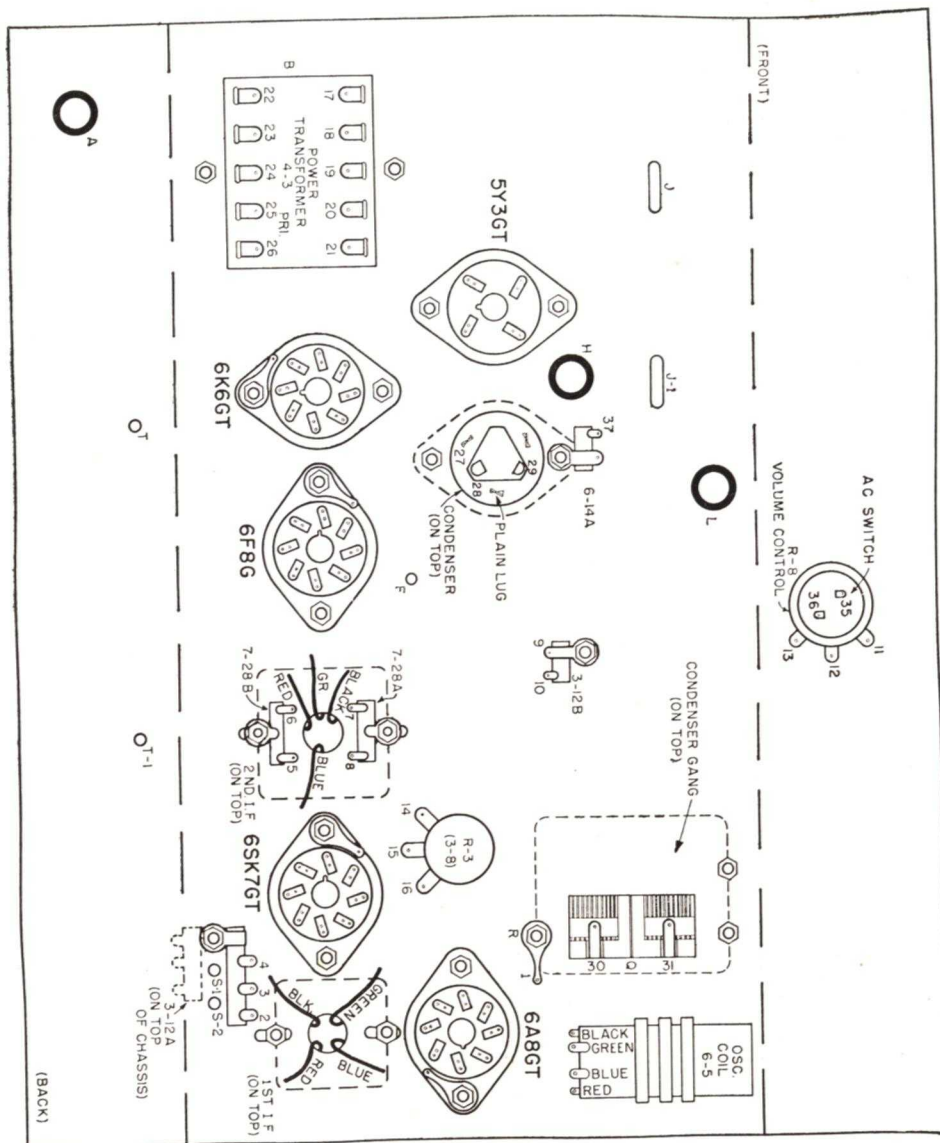 (FRONT)
B
22
23
24
25
26
17
18
19
20
21
POWER
TRANSFORMER
4-3
PRI.
A
J
5Y3GT
J-1
H
6K6GT
T
37
27
28
29
6-14A
L
PLAIN LUG
CONDENSER
(ON TOP)
AC SWITCH
VOLUME CONTROL
R-8
35
36
11
12
13
6F8G
F
9
10
3-12B
7-28B
7-28A
RED
GR
BLACK
6
7
5
8
BLUE
2ND I.F
(ON TOP)
T-1
CONDENSER GANG
(ON TOP)
14
15
16
R-3
(3-8)
6SK7GT
R
1
30
Q
31
4
3
2
S-1
S-2
3-12A
(ON TOP
OF CHASSIS)
BLK.
GREEN
RED
BLUE
1ST I F
(ON TOP)
6A8GT
BLACK
GREEN
BLUE
RED
OSC.
COIL
6-5
(BACK)